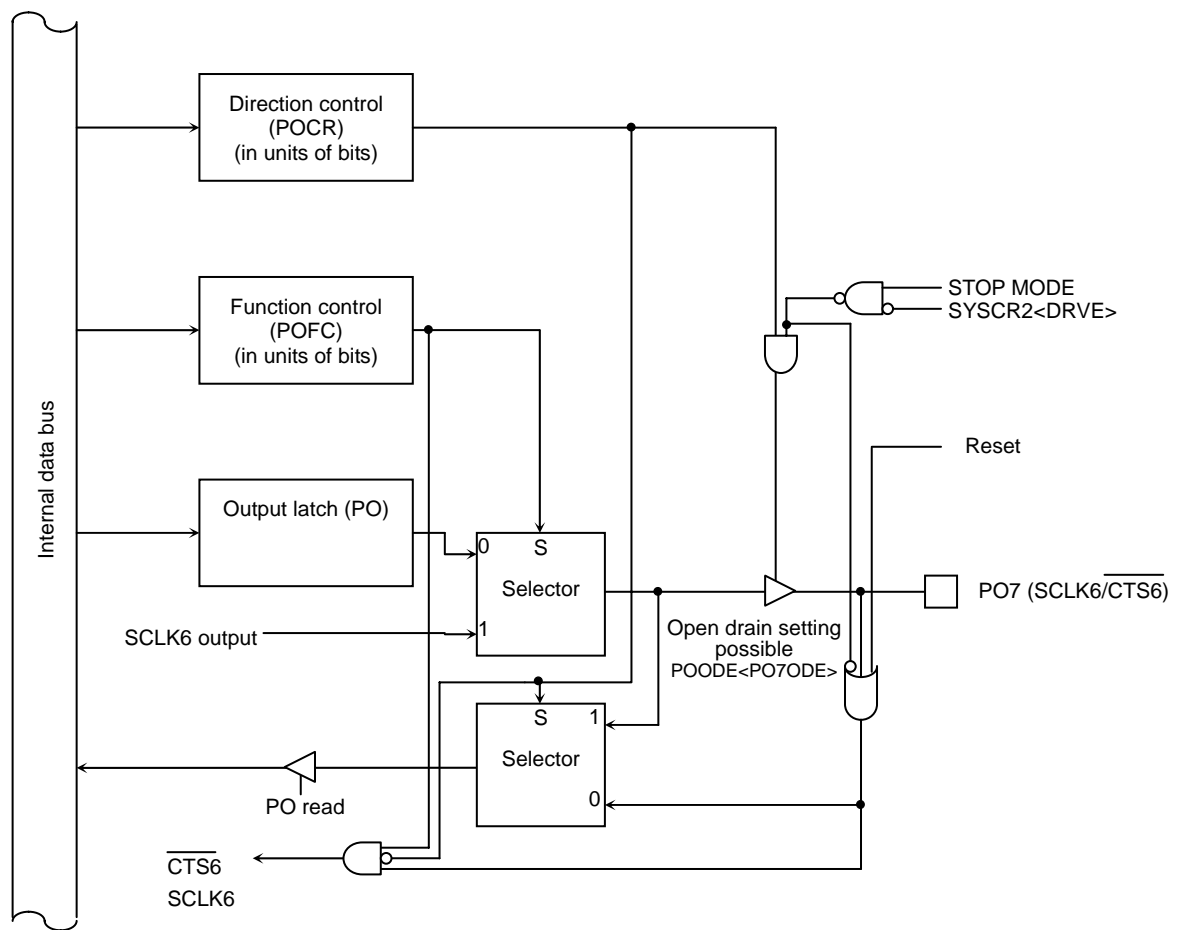 Internal data bus
Direction control
(POCR)
(in units of bits)
Function control
(POFC)
(in units of bits)
STOP MODE
SYSCR2<DRVE>
Reset
Output latch (PO)
0
S
Selector
1
SCLK6 output
PO7 (SCLK6/CTS6)
Open drain setting
possible
POODE<PO7ODE>
S
1
Selector
0
PO read
CTS6
SCLK6